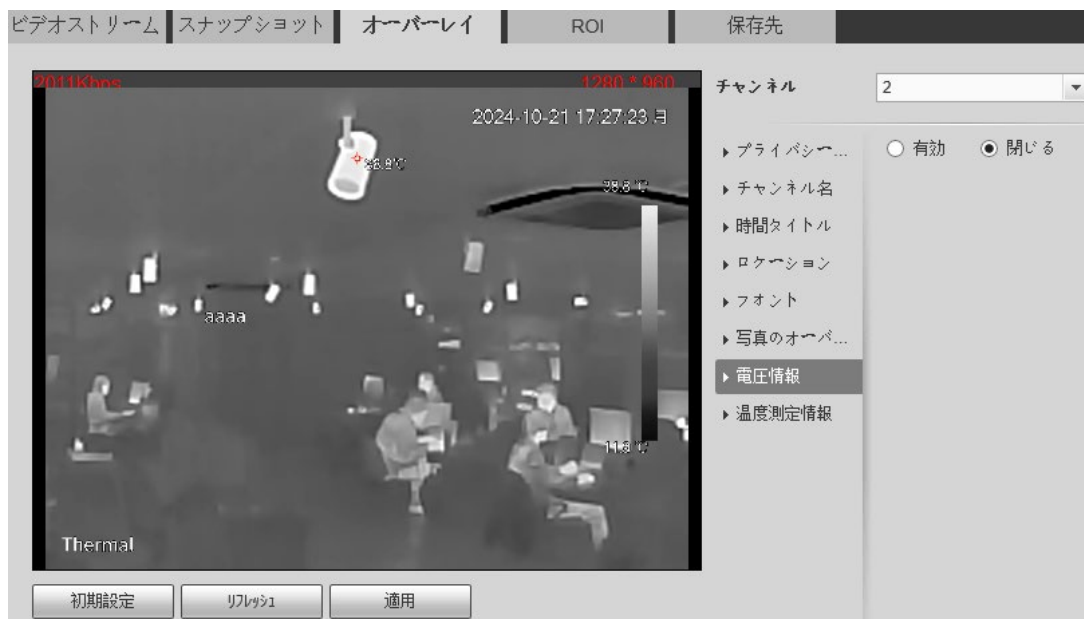 ビデオストリーム スナップショット オーバーレイ ROI 保存先
2011Kbps 1280 * 960
チャンネル 2
2024-10-21 17:27:23 月
プライバシー... 有効 閉じる
チャンネル名
38.8℃
時間タイトル
ロケーション
フォント
aaaa
写真のオーバ...
電圧情報
温度測定情報
11.8℃
Thermal
初期設定 リフレッシュ 適用